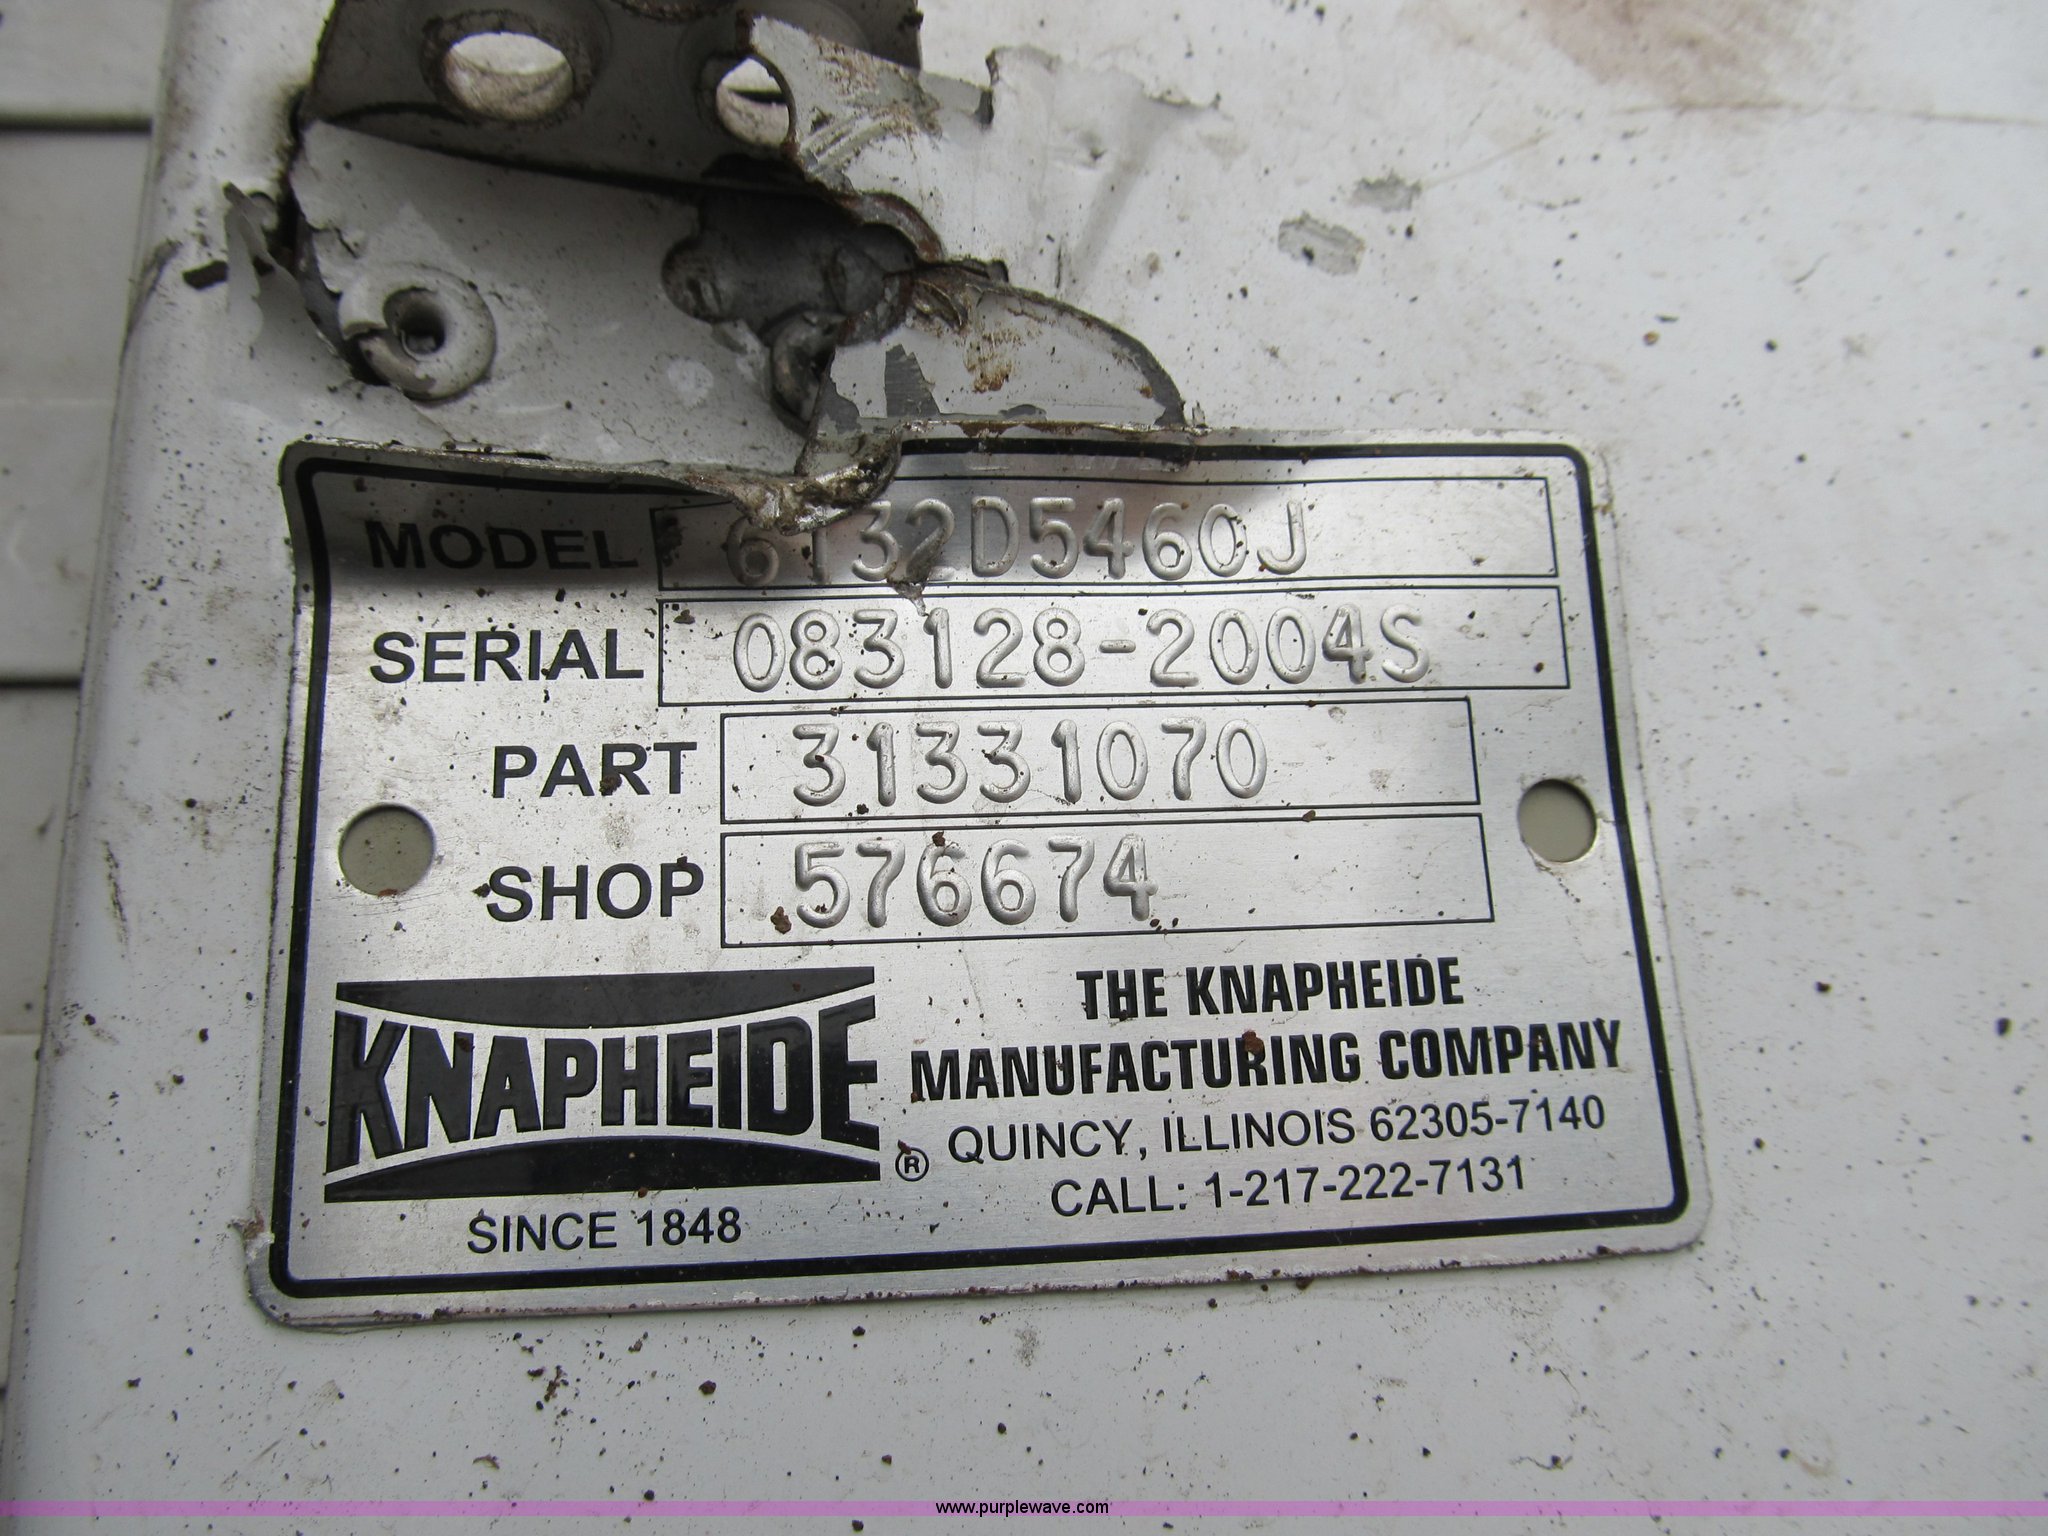 MODEL 6132D5460J
SERIAL 083128-2004S
PART 31331070
SHOP 576674
KNAPHEIDE ®
SINCE 1848
THE KNAPHEIDE
MANUFACTURING COMPANY
QUINCY, ILLINOIS 62305-7140
CALL: 1-217-222-7131
www.purplewave.com